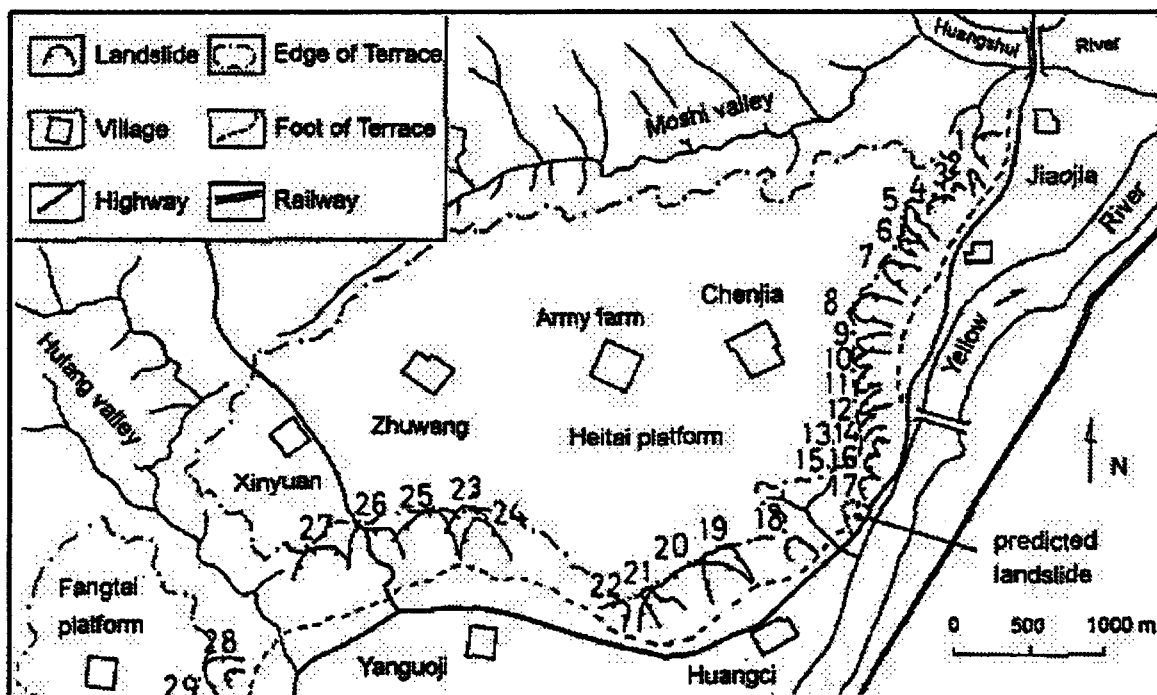 Landslide
Edge of Terrace
Village
Foot of Terrace
Highway
Railway
Moshi valley
Huangshui
River
Jiaojia
River
Yellow
Hulang valley
1
3
4
5
6
7
8
9
10
11
12
13 14
15 16
17
Chenjia
Army farm
Zhuwang
Heitai platform
Xinyuan
N
18
19
20
21
22
23
24
25
26
27
predicted
landslide
Fangtai
platform
28
29
Yanguoji
Huangci
0 500 1000 m